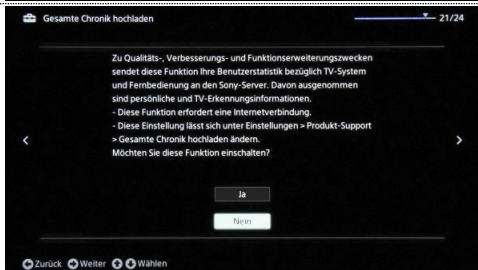 Gesamte Chronik hochladen
21/24
Zu Qualitäts-, Verbesserungs- und Funktionserweiterungszwecken
sendet diese Funktion Ihre Benutzerstatistik bezüglich TV-System
und Fernbedienung an den Sony-Server. Davon ausgenommen
sind persönliche und TV-Erkennungsinformationen.
- Diese Funktion erfordert eine Internetverbindung.
- Diese Einstellung lässt sich unter Einstellungen > Produkt-Support
> Gesamte Chronik hochladen ändern.
Möchten Sie diese Funktion einschalten?
Ja
Nein
Zurück Weiter Wählen